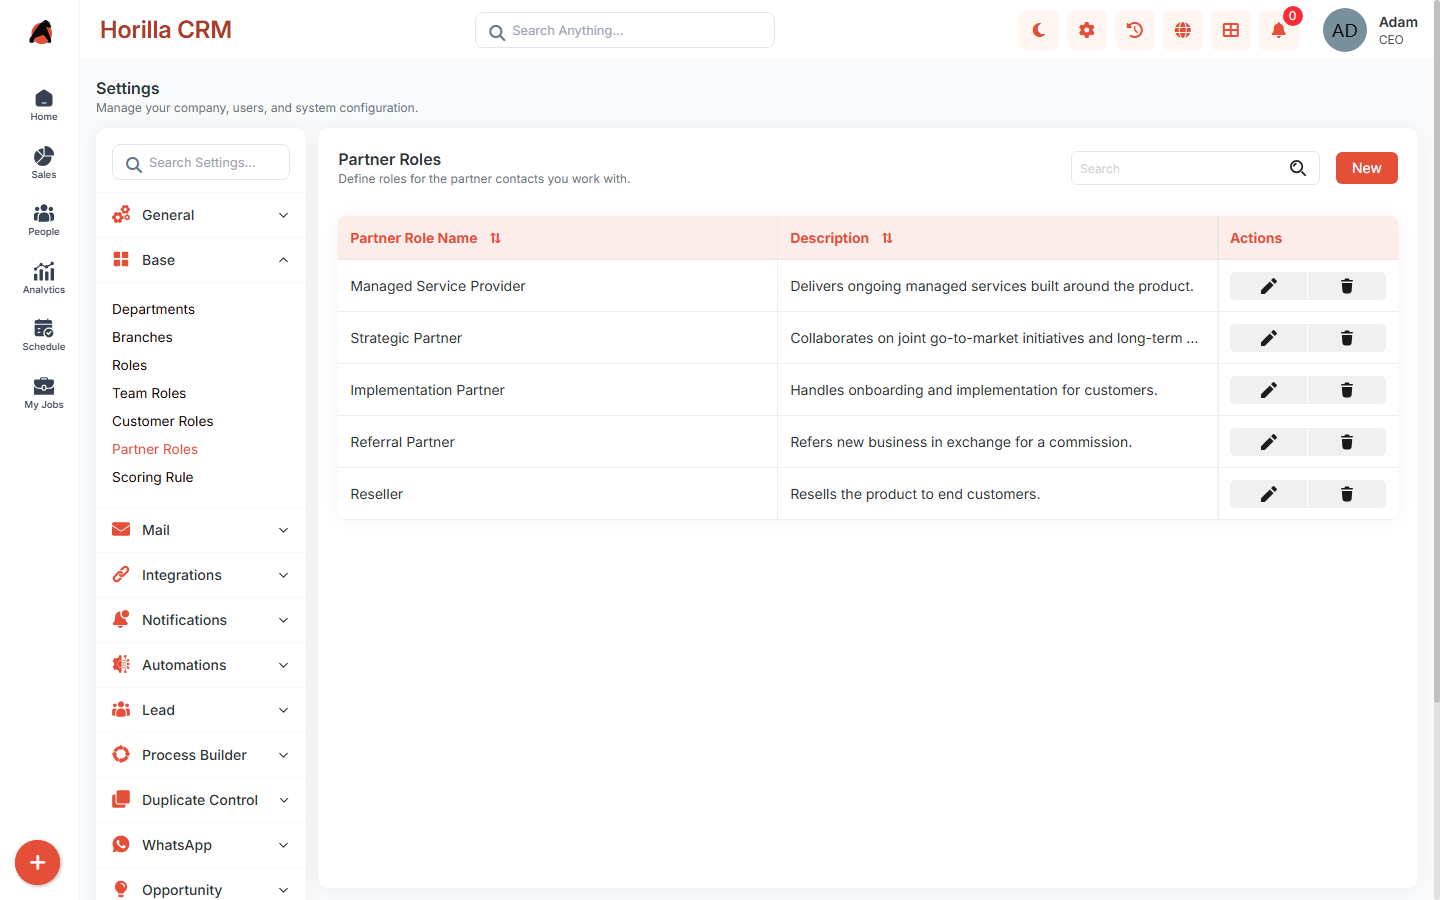 Horilla CRM
Search Anything...
0
AD
Adam
CEO
Home
Sales
People
Analytics
Schedule
My Jobs
Settings
Manage your company, users, and system configuration.
Search Settings...
General
Base
Departments
Branches
Roles
Team Roles
Customer Roles
Partner Roles
Scoring Rule
Mail
Integrations
Notifications
Automations
Lead
Process Builder
Duplicate Control
WhatsApp
Opportunity
Partner Roles
Define roles for the partner contacts you work with.
Search
New
Partner Role Name Description Actions
Managed Service Provider Delivers ongoing managed services built around the product.
Strategic Partner Collaborates on joint go-to-market initiatives and long-term ...
Implementation Partner Handles onboarding and implementation for customers.
Referral Partner Refers new business in exchange for a commission.
Reseller Resells the product to end customers.